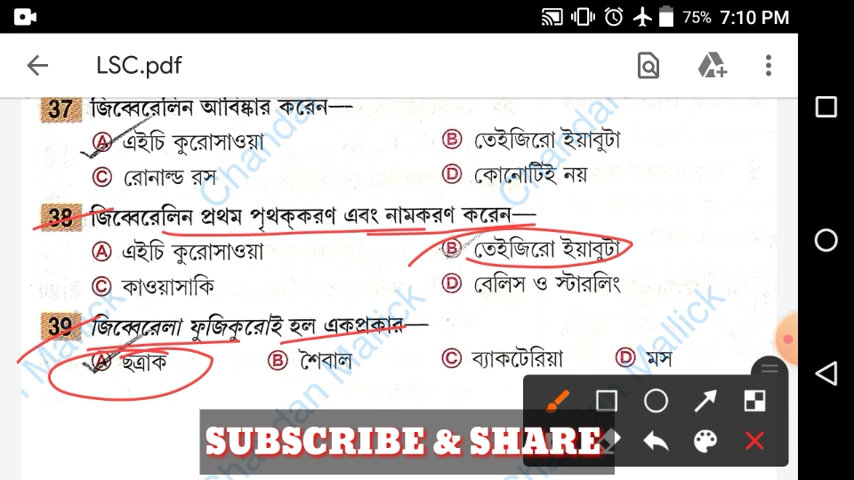 75% 7:10 PM
LSC.pdf
37 জিব্বেরেলিন আবিষ্কার করেন—
A এইচি কুরোসাওয়া B তেইজিরো ইয়াবুটা
C রোনাল্ড রস D কোনোটিই নয়
38 জিব্বেরেলিন প্রথম পৃথক্‌করণ এবং নামকরণ করেন—
A এইচি কুরোসাওয়া B তেইজিরো ইয়াবুটা
C কাওয়াসাকি D বেলিস ও স্টারলিং
39 জিব্বেরেলা ফুজিকুরোই হল একপ্রকার—
A ছত্রাক B শৈবাল C ব্যাকটেরিয়া D মস
SUBSCRIBE & SHARE
Chandan Mallick